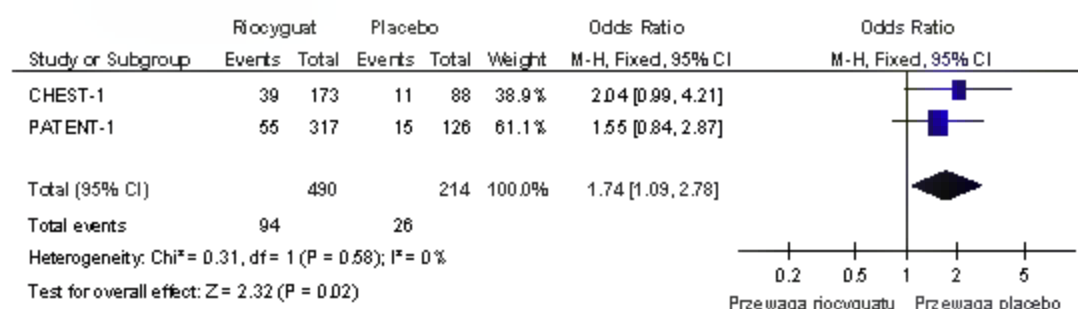 Riocyguat Placebo Odds Ratio Odds Ratio
Study or Subgroup Events Total Events Total Weight M-H, Fixed, 95% CI M-H, Fixed, 95% CI
CHEST-1 39 173 11 88 38.9% 2.04 [0.99, 4.21]
PATENT-1 55 317 15 126 61.1% 1.55 [0.84, 2.87]
Total (95% CI) 490 214 100.0% 1.74 [1.09, 2.78]
Total events 94 26
Heterogeneity: Chi² = 0.31, df = 1 (P = 0.58); I² = 0%
Test for overall effect: Z = 2.32 (P = 0.02)
0.2 0.5 1 2 5
Przewaga riocyguatu Przewaga placebo